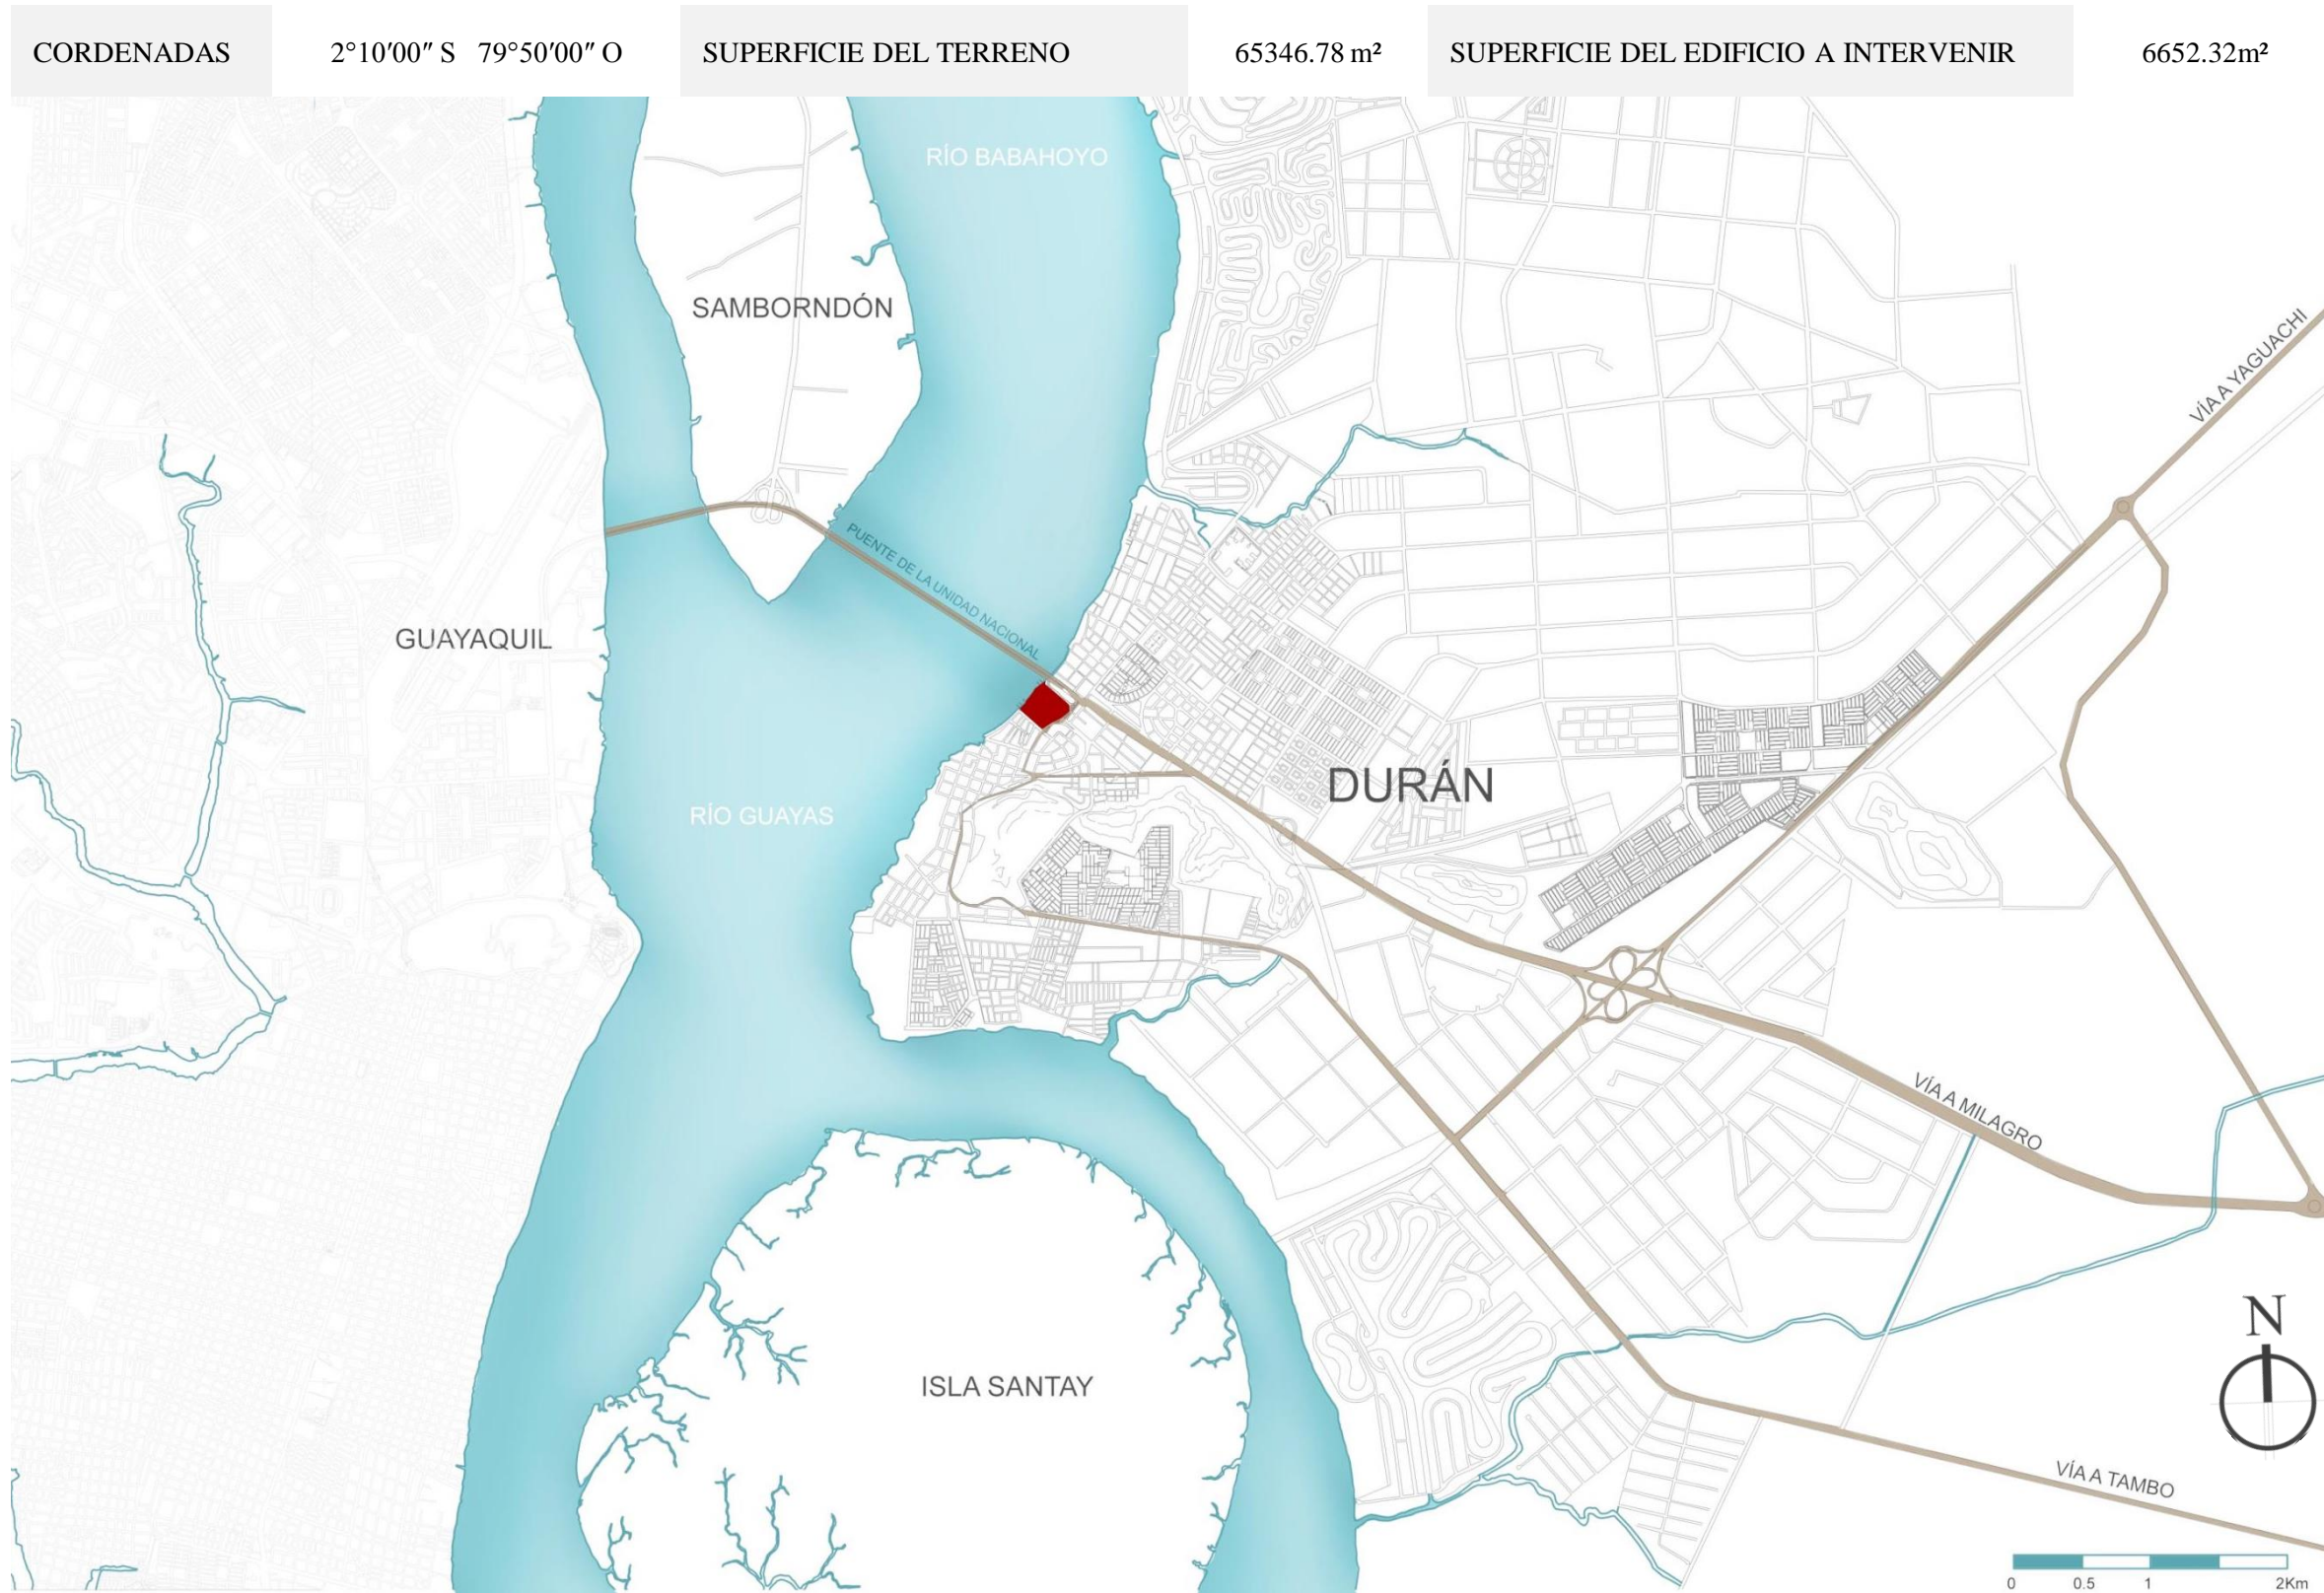 CORDENADAS 2°10′00″ S 79°50′00″ O SUPERFICIE DEL TERRENO 65346.78 m² SUPERFICIE DEL EDIFICIO A INTERVENIR 6652.32m²
RÍO BABAHOYO
SAMBORNDÓN
VÍA A YAGUACHI
PUENTE DE LA UNIDAD NACIONAL
GUAYAQUIL
DURÁN
RÍO GUAYAS
VÍA A MILAGRO
N
ISLA SANTAY
VÍA A TAMBO
0 0.5 1 2Km